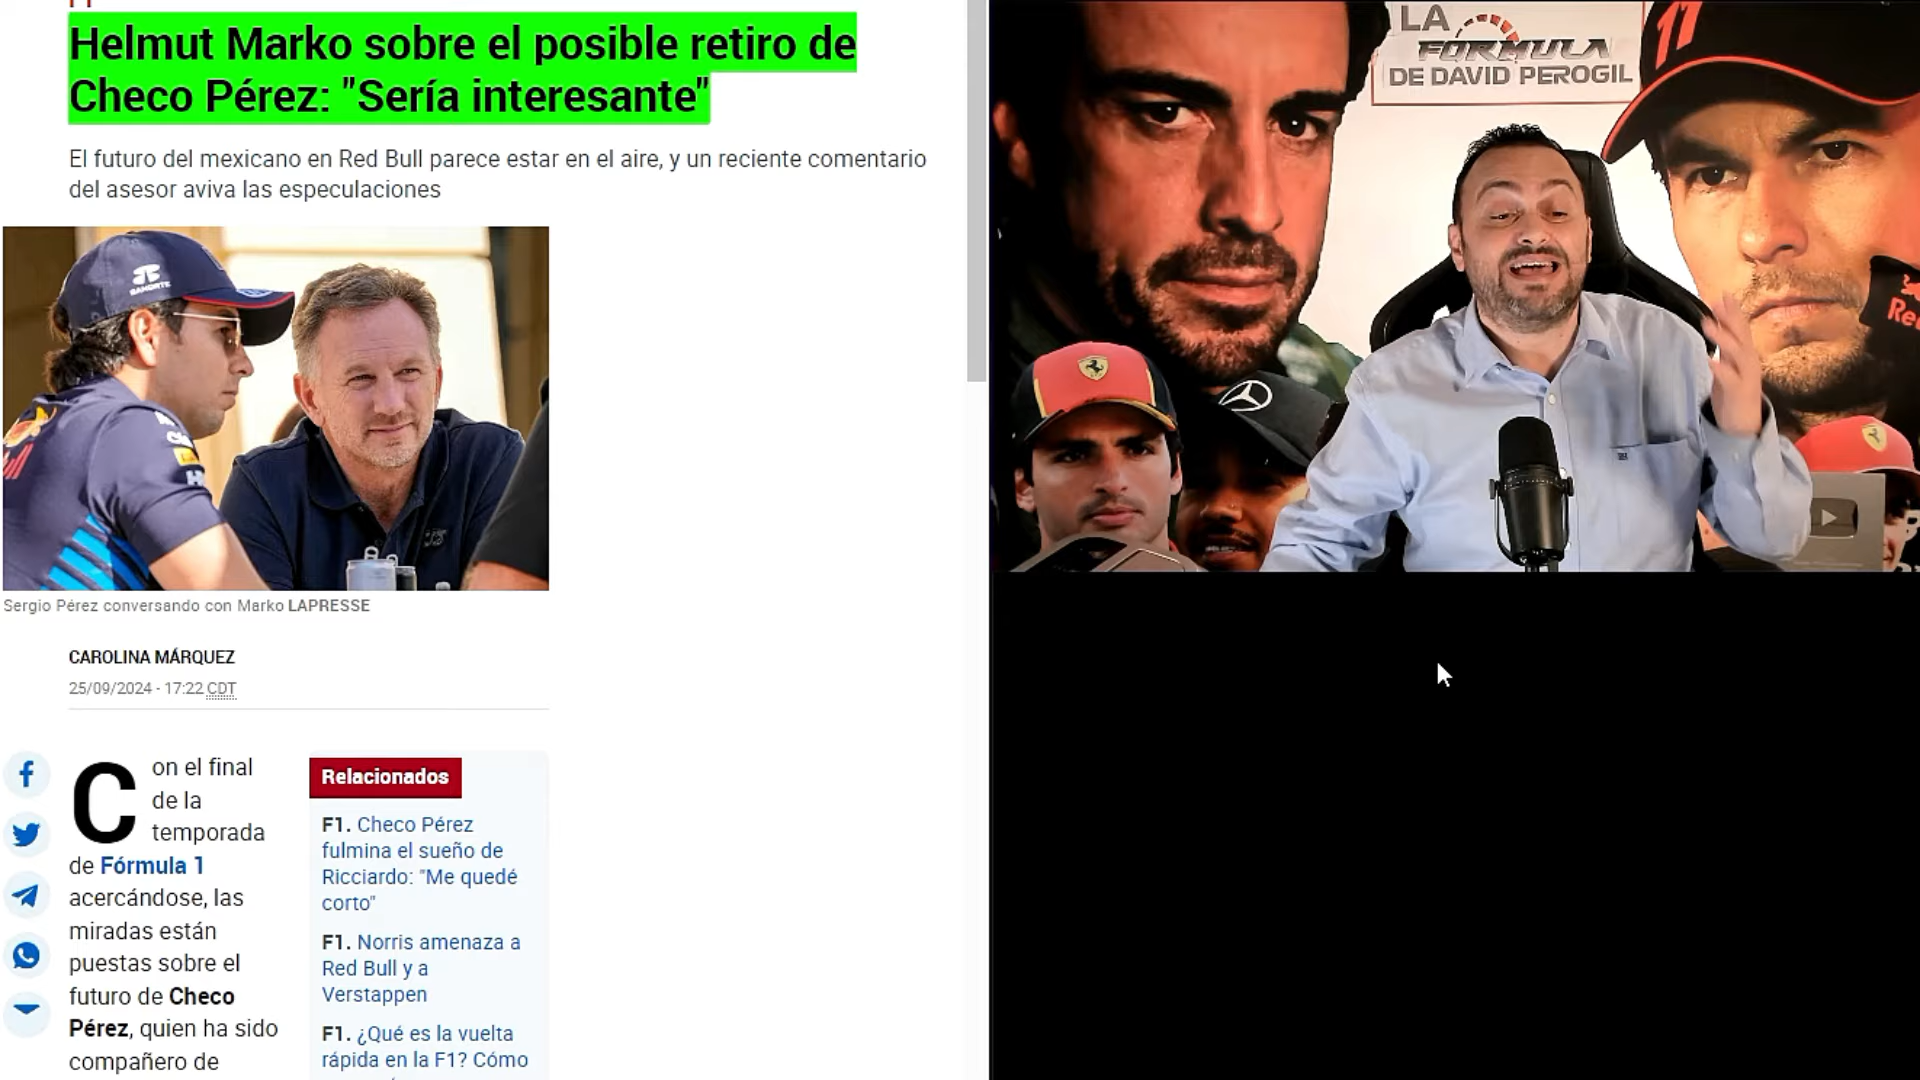 Helmut Marko sobre el posible retiro de
Checo Pérez: "Sería interesante"
El futuro del mexicano en Red Bull parece estar en el aire, y un reciente comentario
del asesor aviva las especulaciones
BANORTE
Sergio Pérez conversando con Marko LAPRESSE
CAROLINA MÁRQUEZ
25/09/2024 - 17:22 CDT
Con el final
de la
temporada
de Fórmula 1
acercándose, las
miradas están
puestas sobre el
futuro de Checo
Pérez, quien ha sido
compañero de
Relacionados
F1. Checo Pérez
fulmina el sueño de
Ricciardo: "Me quedé
corto"
F1. Norris amenaza a
Red Bull y a
Verstappen
F1. ¿Qué es la vuelta
rápida en la F1? Cómo
LA
FORMULA
DE DAVID PEROGIL
11